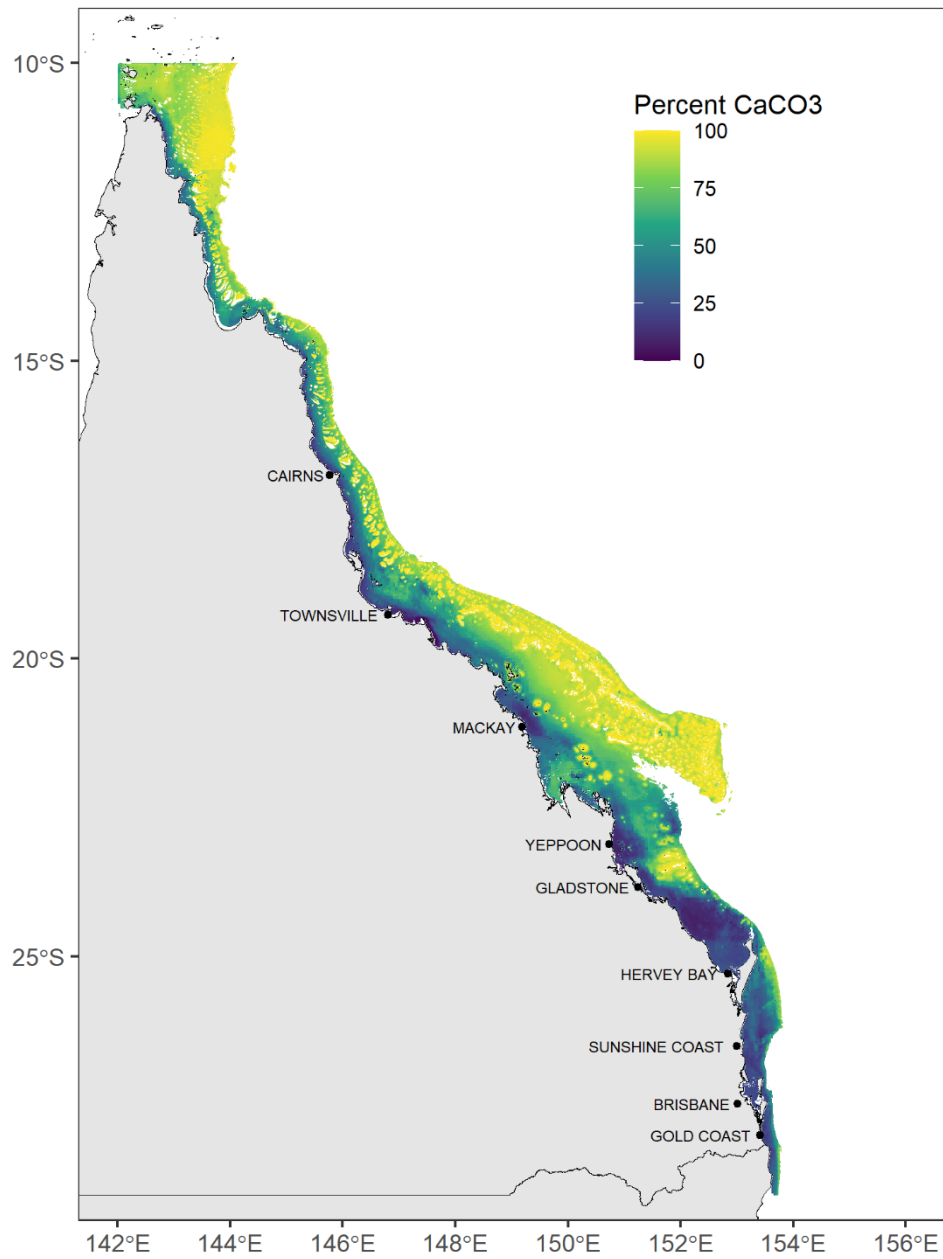 10°S
Percent CaCO3
100
75
50
25
0
15°S
CAIRNS
TOWNSVILLE
20°S
MACKAY
YEPPOON
GLADSTONE
25°S
HERVEY BAY
SUNSHINE COAST
BRISBANE
GOLD COAST
142°E 144°E 146°E 148°E 150°E 152°E 154°E 156°E